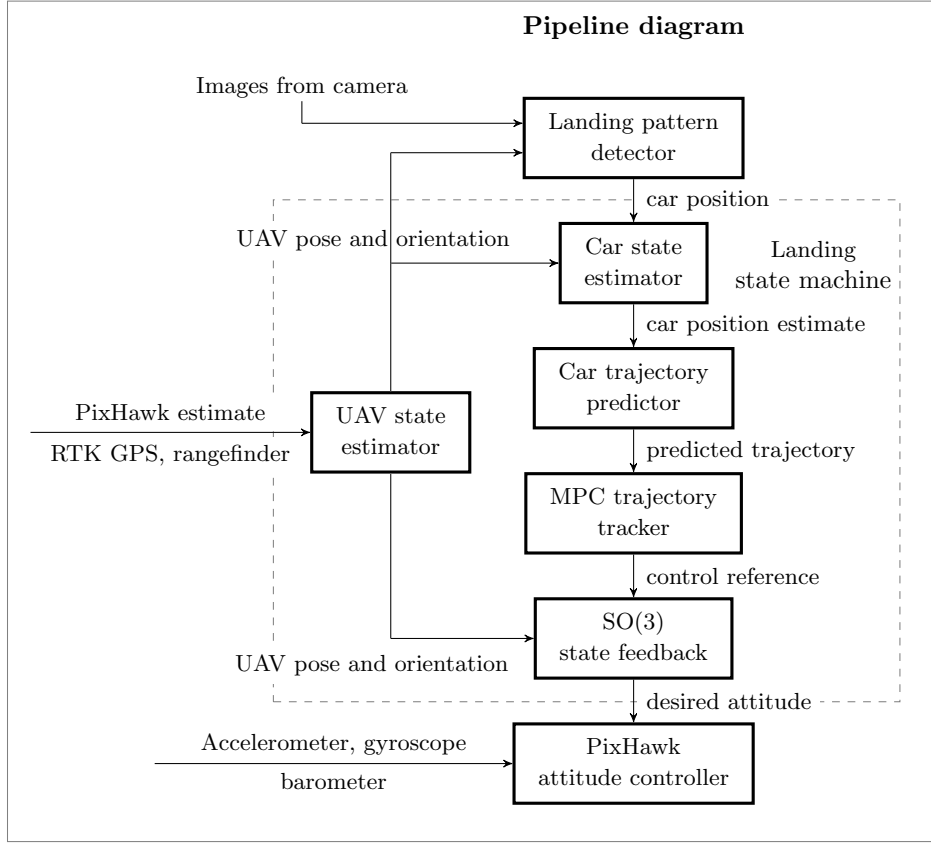 Pipeline diagram
Images from camera
Landing pattern
detector
car position
UAV pose and orientation
Car state
estimator
Landing
state machine
car position estimate
Car trajectory
predictor
PixHawk estimate
RTK GPS, rangefinder
UAV state
estimator
predicted trajectory
MPC trajectory
tracker
control reference
SO(3)
state feedback
UAV pose and orientation
desired attitude
Accelerometer, gyroscope
barometer
PixHawk
attitude controller